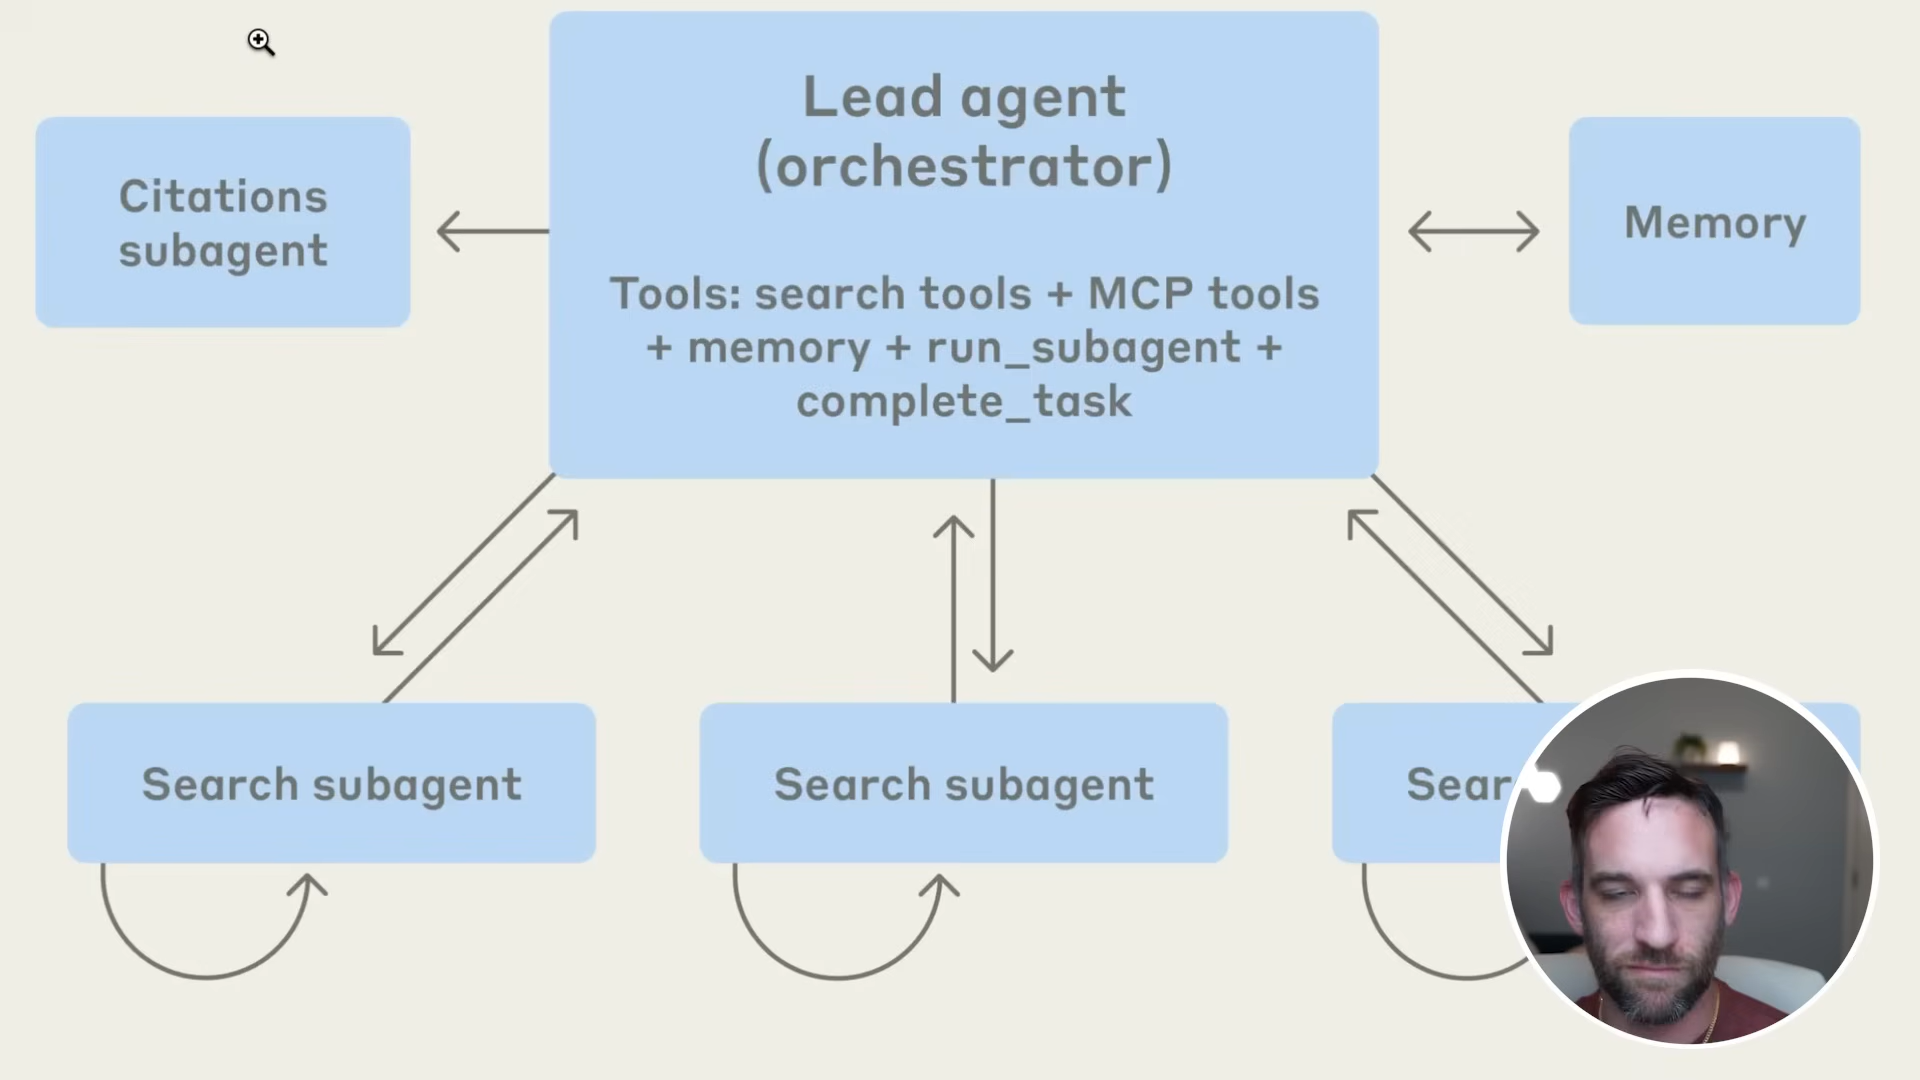 Lead agent
(orchestrator)
Tools: search tools + MCP tools
+ memory + run_subagent +
complete_task
Citations
subagent
Memory
Search subagent
Search subagent
Sear